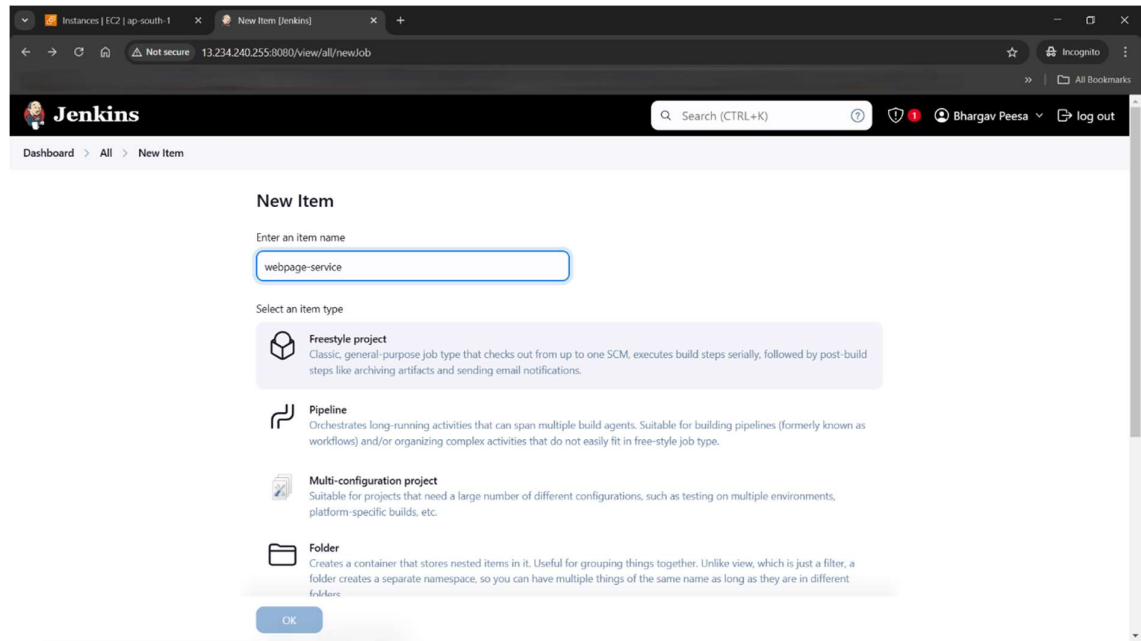 Instances | EC2 | ap-south-1
New Item [Jenkins]
Not secure 13.234.240.255:8080/view/all/newJob
Incognito
All Bookmarks
Jenkins
Search (CTRL+K)
1
Bhargav Peesa
log out
Dashboard > All > New Item
New Item
Enter an item name
webpage-service
Select an item type
Freestyle project
Classic, general-purpose job type that checks out from up to one SCM, executes build steps serially, followed by post-build
steps like archiving artifacts and sending email notifications.
Pipeline
Orchestrates long-running activities that can span multiple build agents. Suitable for building pipelines (formerly known as
workflows) and/or organizing complex activities that do not easily fit in free-style job type.
Multi-configuration project
Suitable for projects that need a large number of different configurations, such as testing on multiple environments,
platform-specific builds, etc.
Folder
Creates a container that stores nested items in it. Useful for grouping things together. Unlike view, which is just a filter, a
folder creates a separate namespace, so you can have multiple things of the same name as long as they are in different
folders
OK